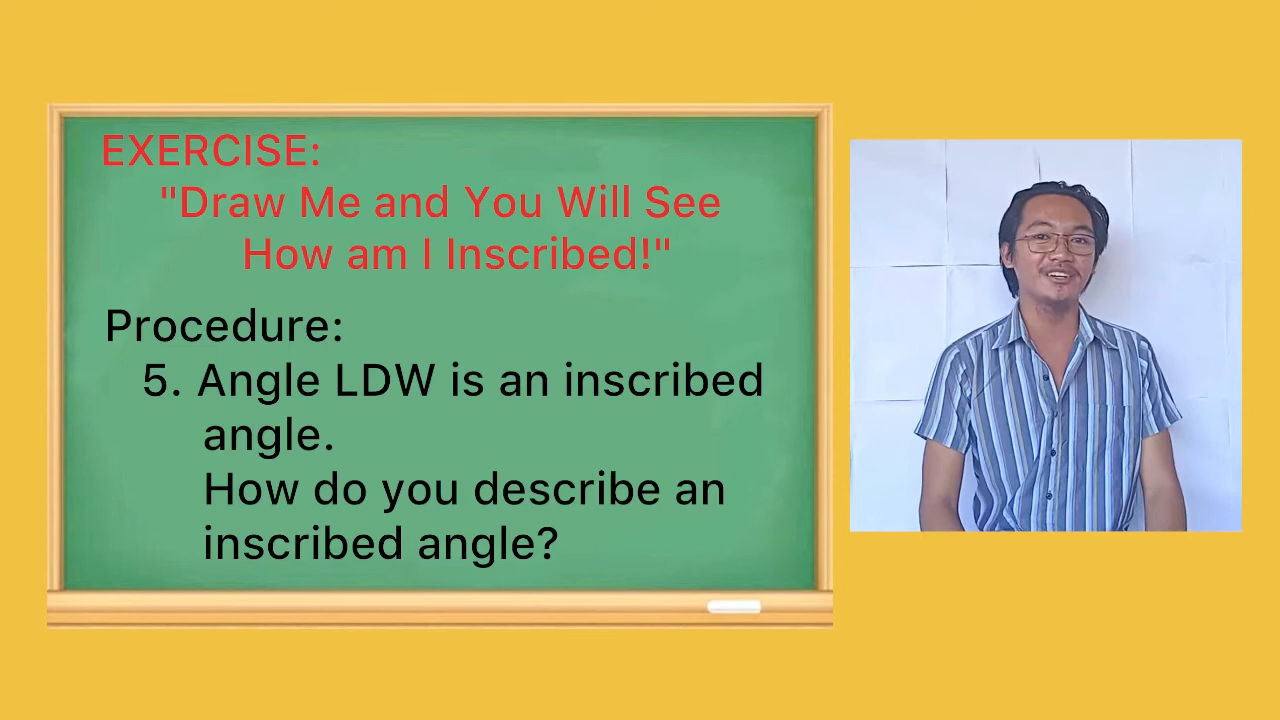 EXERCISE:
"Draw Me and You Will See
How am I Inscribed!"
Procedure:
5. Angle LDW is an inscribed
angle.
How do you describe an
inscribed angle?